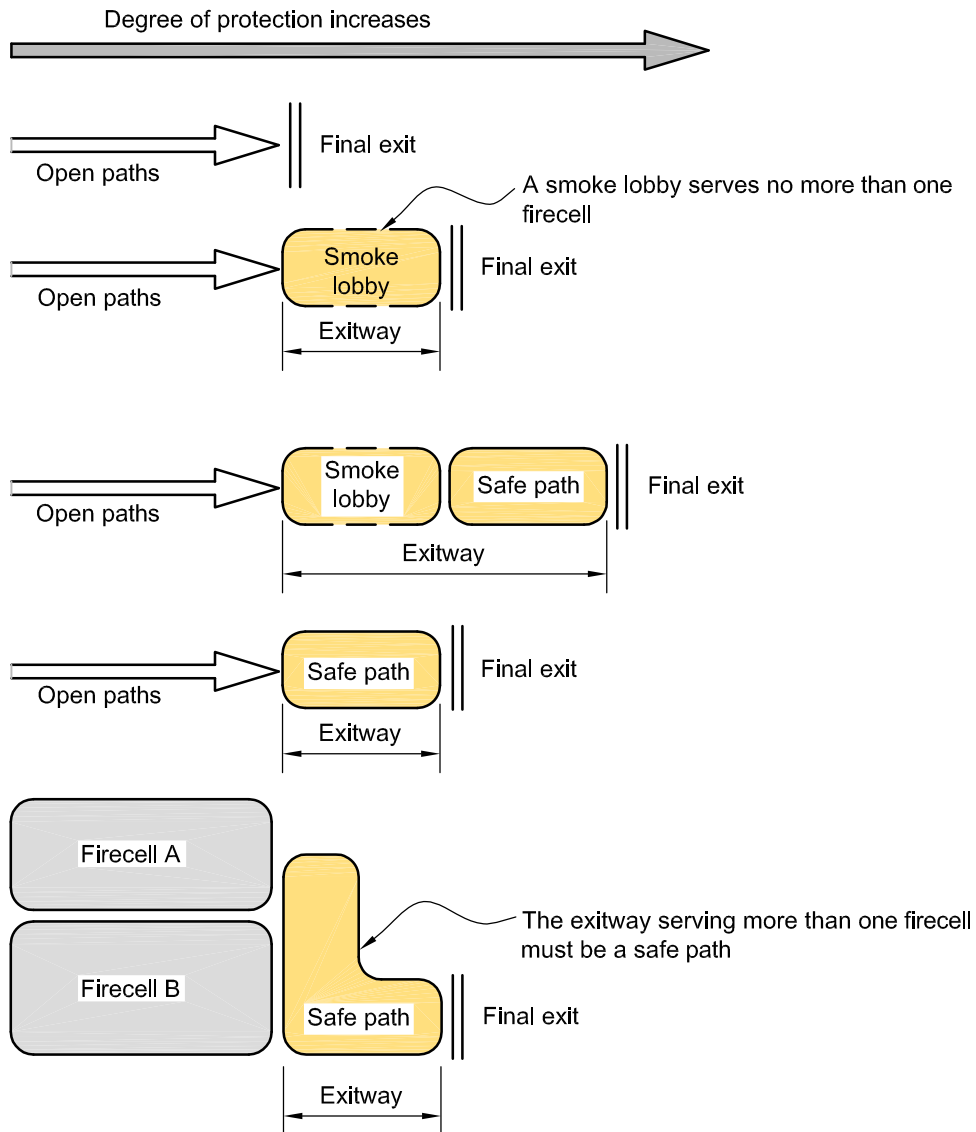 Degree of protection increases
Final exit
Open paths
A smoke lobby serves no more than one
firecell
Smoke
lobby
Final exit
Open paths
Exitway
Smoke
lobby
Safe path
Final exit
Open paths
Exitway
Safe path
Final exit
Open paths
Exitway
Firecell A
The exitway serving more than one firecell
must be a safe path
Firecell B
Safe path
Final exit
Exitway